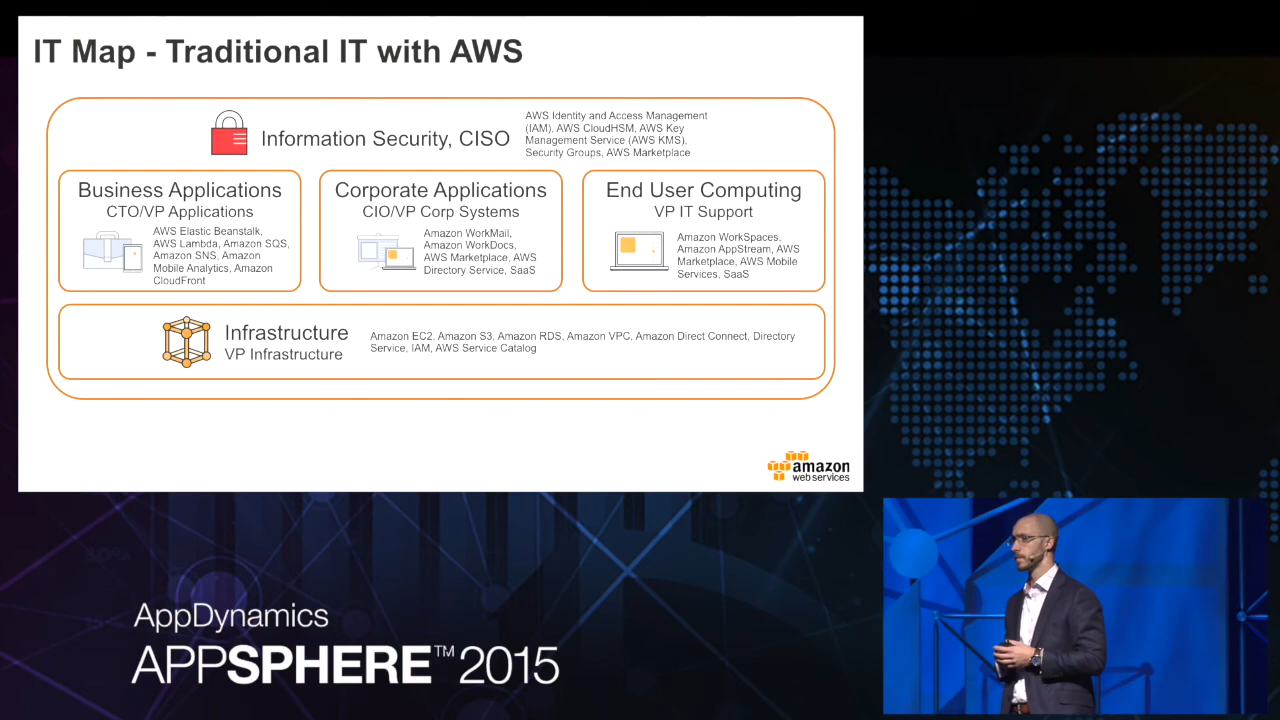 IT Map - Traditional IT with AWS
Information Security, CISO
AWS Identity and Access Management
(IAM), AWS CloudHSM, AWS Key
Management Service (AWS KMS),
Security Groups, AWS Marketplace
Business Applications
CTO/VP Applications
AWS Elastic Beanstalk,
AWS Lambda, Amazon SQS,
Amazon SNS, Amazon
Mobile Analytics, Amazon
CloudFront
Corporate Applications
CIO/VP Corp Systems
Amazon WorkMail,
Amazon WorkDocs,
AWS Marketplace, AWS
Directory Service, SaaS
End User Computing
VP IT Support
Amazon WorkSpaces,
Amazon AppStream, AWS
Marketplace, AWS Mobile
Services, SaaS
Infrastructure
VP Infrastructure
Amazon EC2, Amazon S3, Amazon RDS, Amazon VPC, Amazon Direct Connect, Directory
Service, IAM, AWS Service Catalog
amazon
web services
AppDynamics
APPSPHERE™ 2015